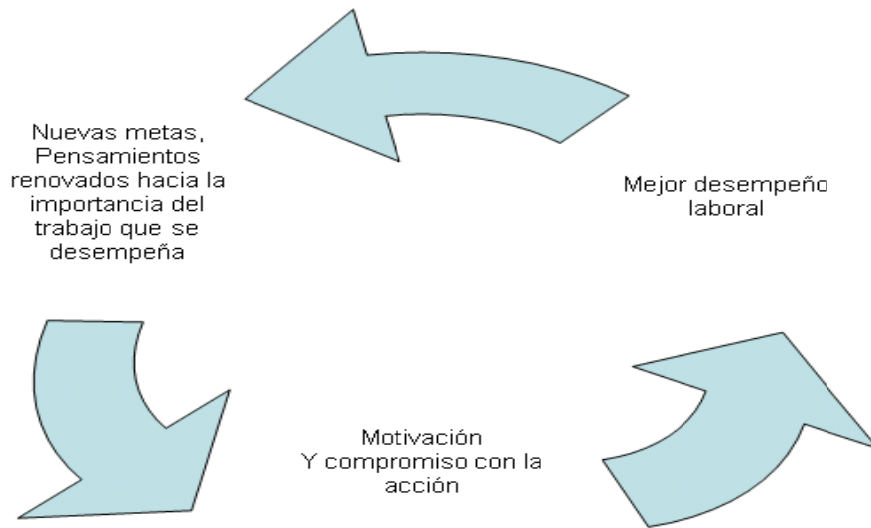 Nuevas metas,
Pensamientos
renovados hacia la
importancia del
trabajo que se
desempeña
Mejor desempeño
laboral
Motivación
Y compromiso con la
acción